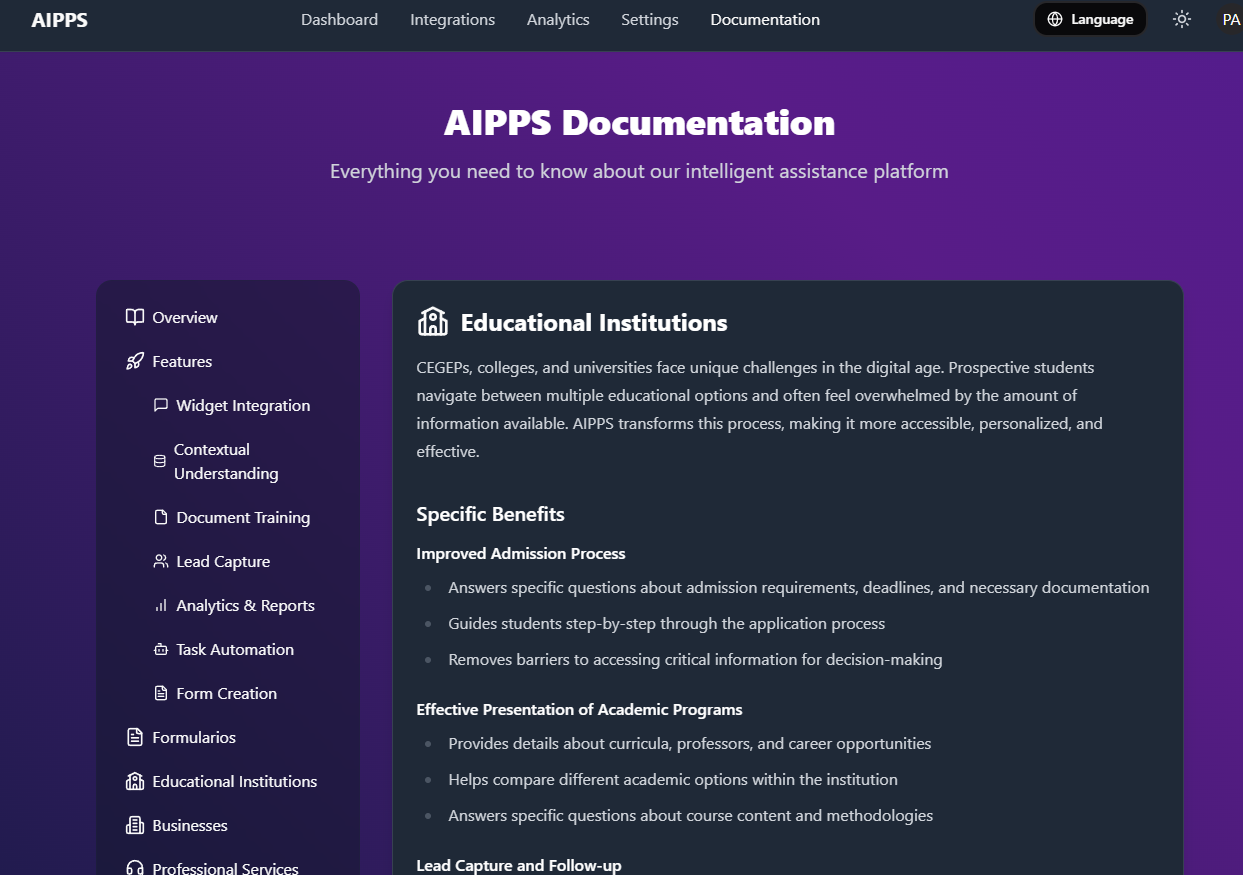 AIPPS
Dashboard
Integrations
Analytics
Settings
Documentation
Language
PA
AIPPS Documentation
Everything you need to know about our intelligent assistance platform
Overview
Features
Widget Integration
Contextual
Understanding
Document Training
Lead Capture
Analytics & Reports
Task Automation
Form Creation
Formularios
Educational Institutions
Businesses
Professional Services
Educational Institutions
CEGEPs, colleges, and universities face unique challenges in the digital age. Prospective students
navigate between multiple educational options and often feel overwhelmed by the amount of
information available. AIPPS transforms this process, making it more accessible, personalized, and
effective.
Specific Benefits
Improved Admission Process
Answers specific questions about admission requirements, deadlines, and necessary documentation
Guides students step-by-step through the application process
Removes barriers to accessing critical information for decision-making
Effective Presentation of Academic Programs
Provides details about curricula, professors, and career opportunities
Helps compare different academic options within the institution
Answers specific questions about course content and methodologies
Lead Capture and Follow-up